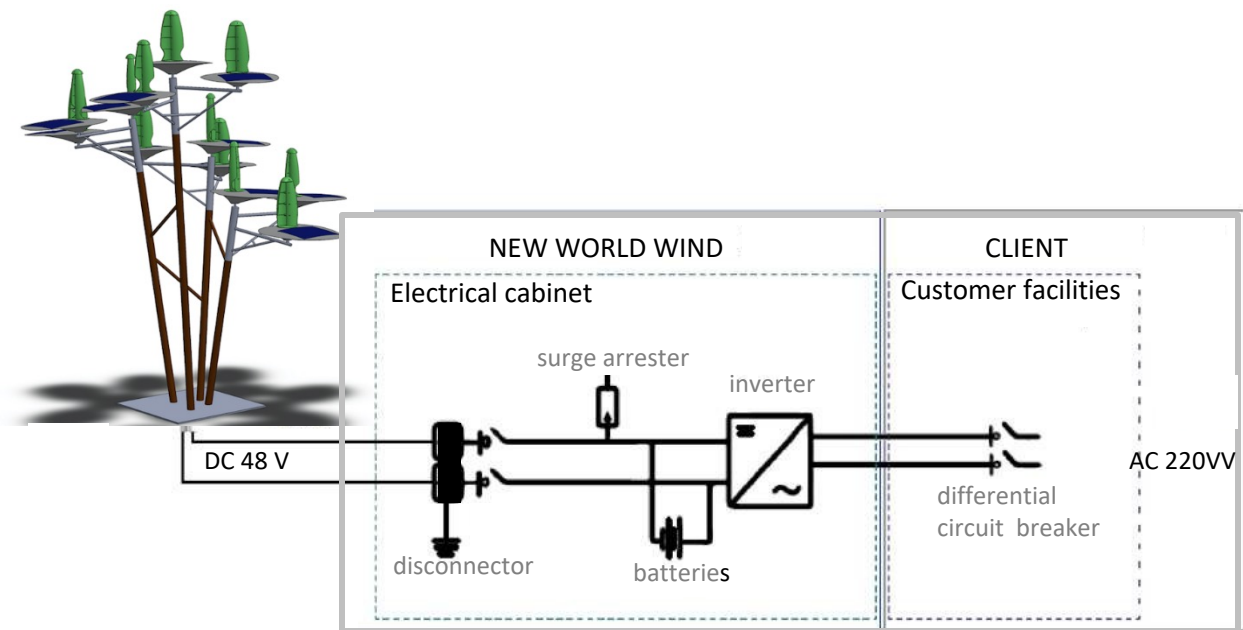 NEW WORLD WIND
CLIENT
Electrical cabinet
Customer facilities
surge arrester
inverter
DC 48 V
AC 220VV
differential
circuit breaker
disconnector
batteries